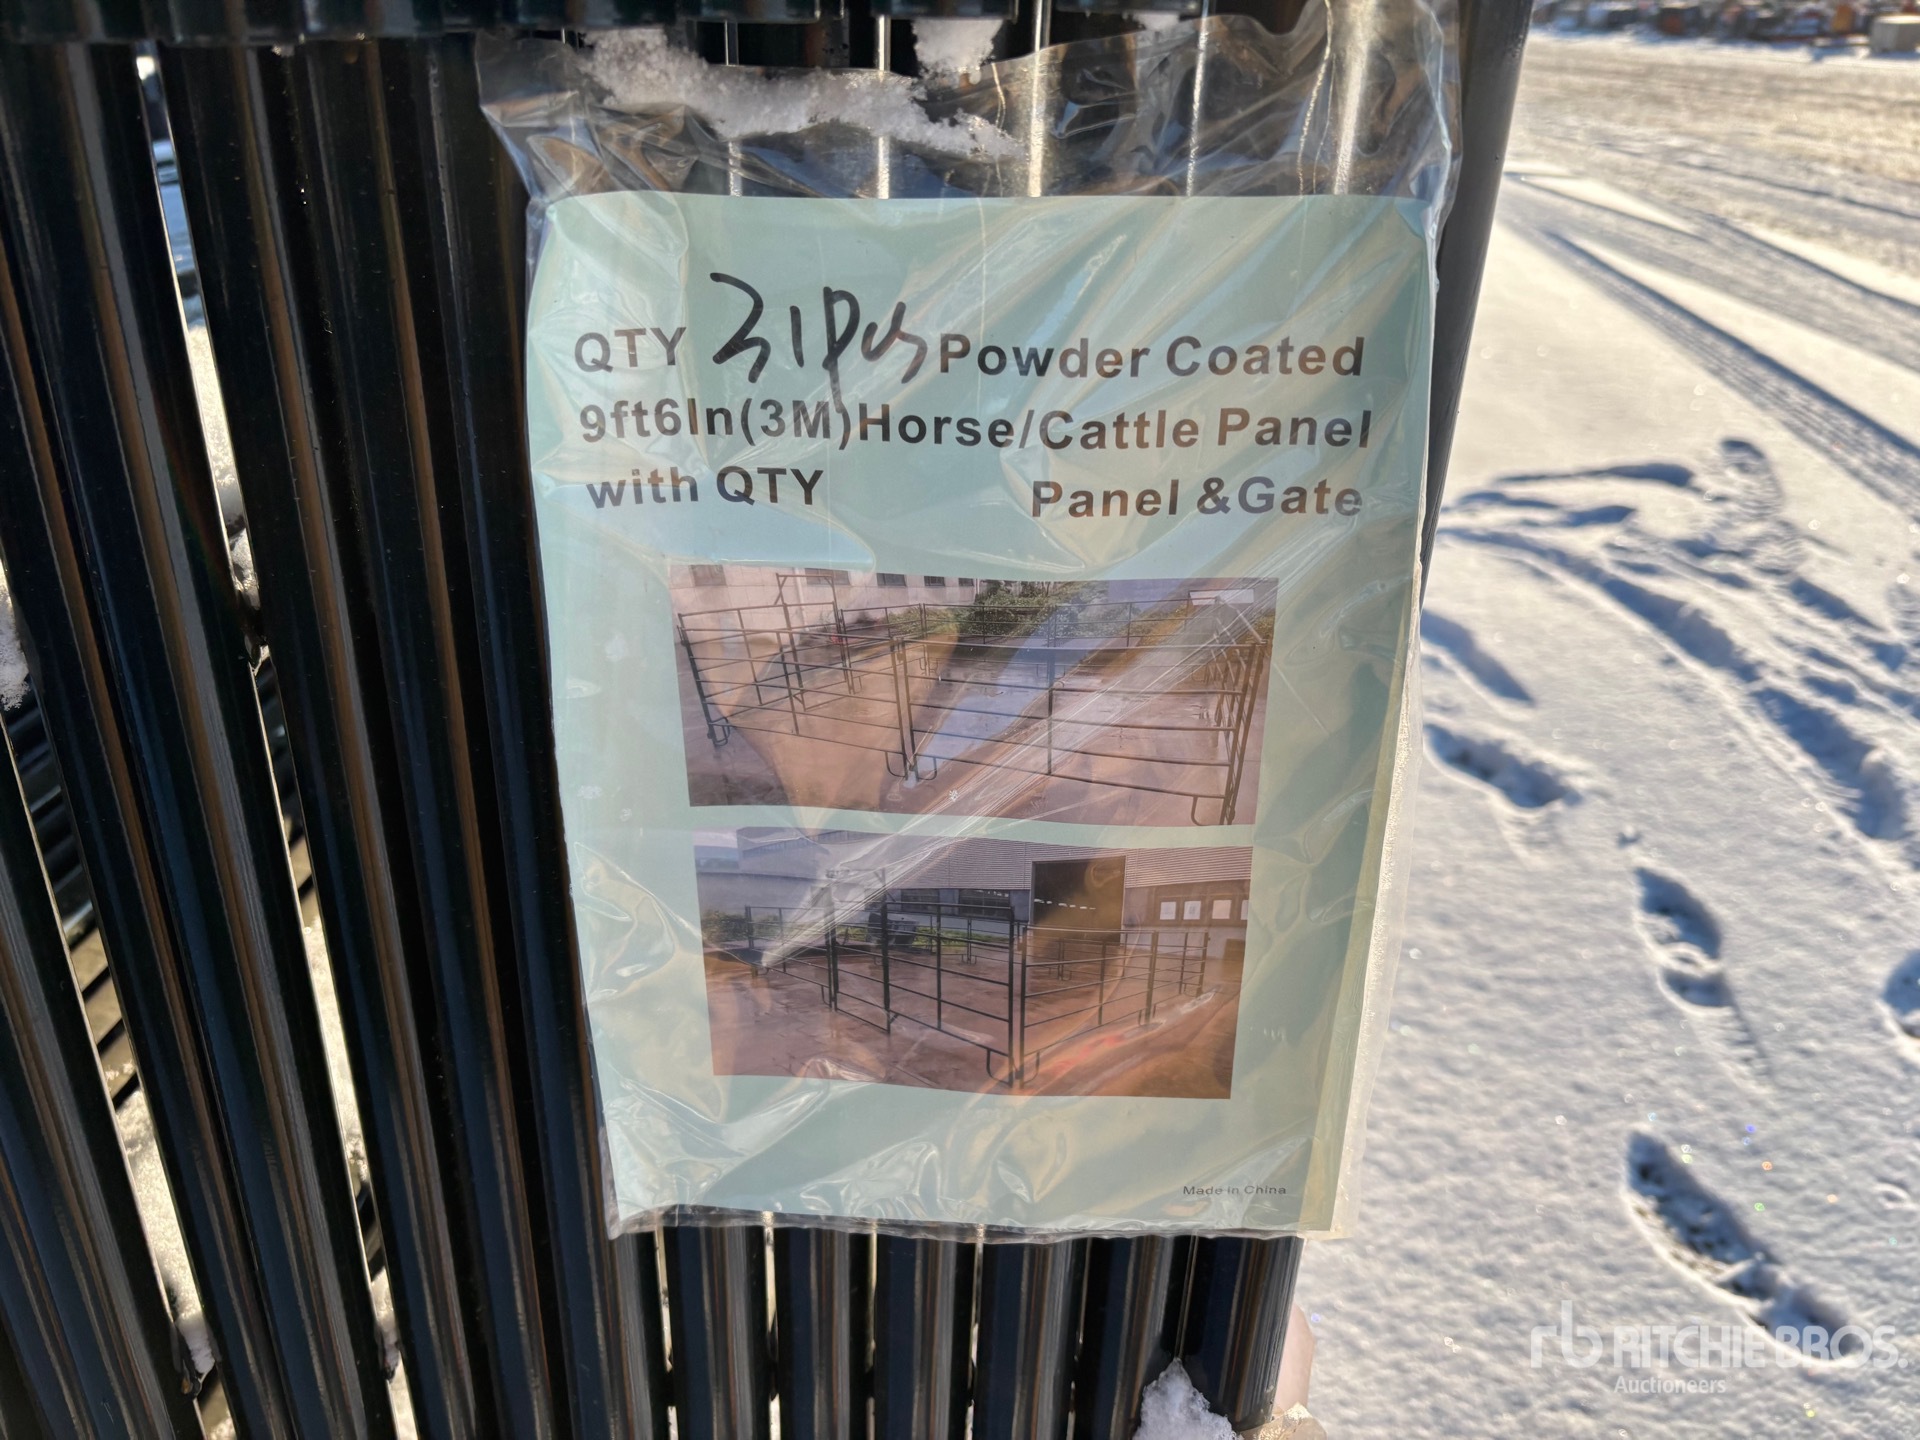 QTY 31pcs Powder Coated
9ft6In(3M)Horse/Cattle Panel
with QTY Panel &Gate
Made in China
rb RITCHIE BROS.
Auctioneers